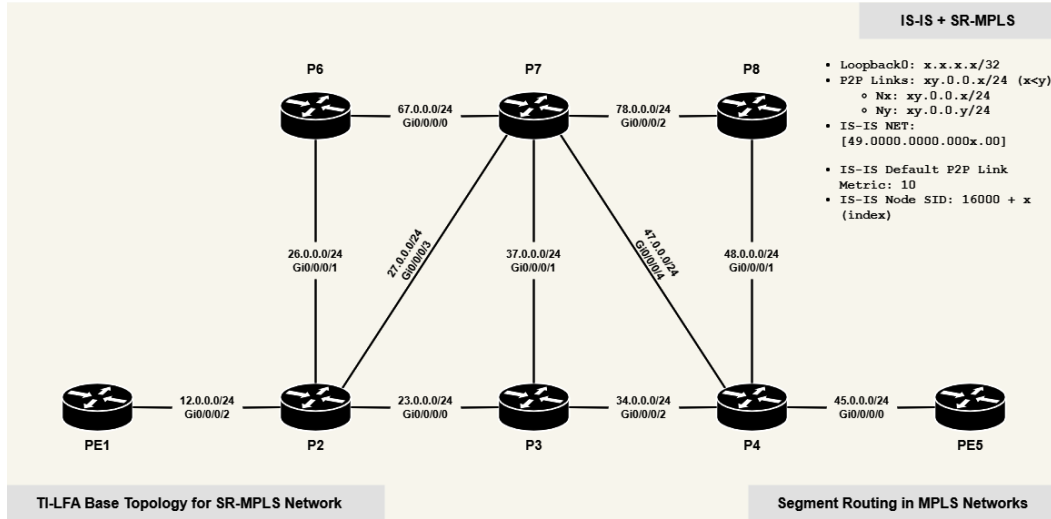 IS-IS + SR-MPLS
• Loopback0: x.x.x.x/32
• P2P Links: xy.0.0.x/24 (x<y)
o Nx: xy.0.0.x/24
o Ny: xy.0.0.y/24
• IS-IS NET:
[49.0000.0000.000x.00]
• IS-IS Default P2P Link
Metric: 10
• IS-IS Node SID: 16000 + x
(index)
P6
P7
P8
67.0.0.0/24
Gi0/0/0/0
78.0.0.0/24
Gi0/0/0/2
26.0.0.0/24
Gi0/0/0/1
27.0.0.0/24
Gi0/0/0/3
37.0.0.0/24
Gi0/0/0/1
47.0.0.0/24
Gi0/0/0/4
48.0.0.0/24
Gi0/0/0/1
12.0.0.0/24
Gi0/0/0/2
23.0.0.0/24
Gi0/0/0/0
34.0.0.0/24
Gi0/0/0/2
45.0.0.0/24
Gi0/0/0/0
PE1
P2
P3
P4
PE5
TI-LFA Base Topology for SR-MPLS Network
Segment Routing in MPLS Networks